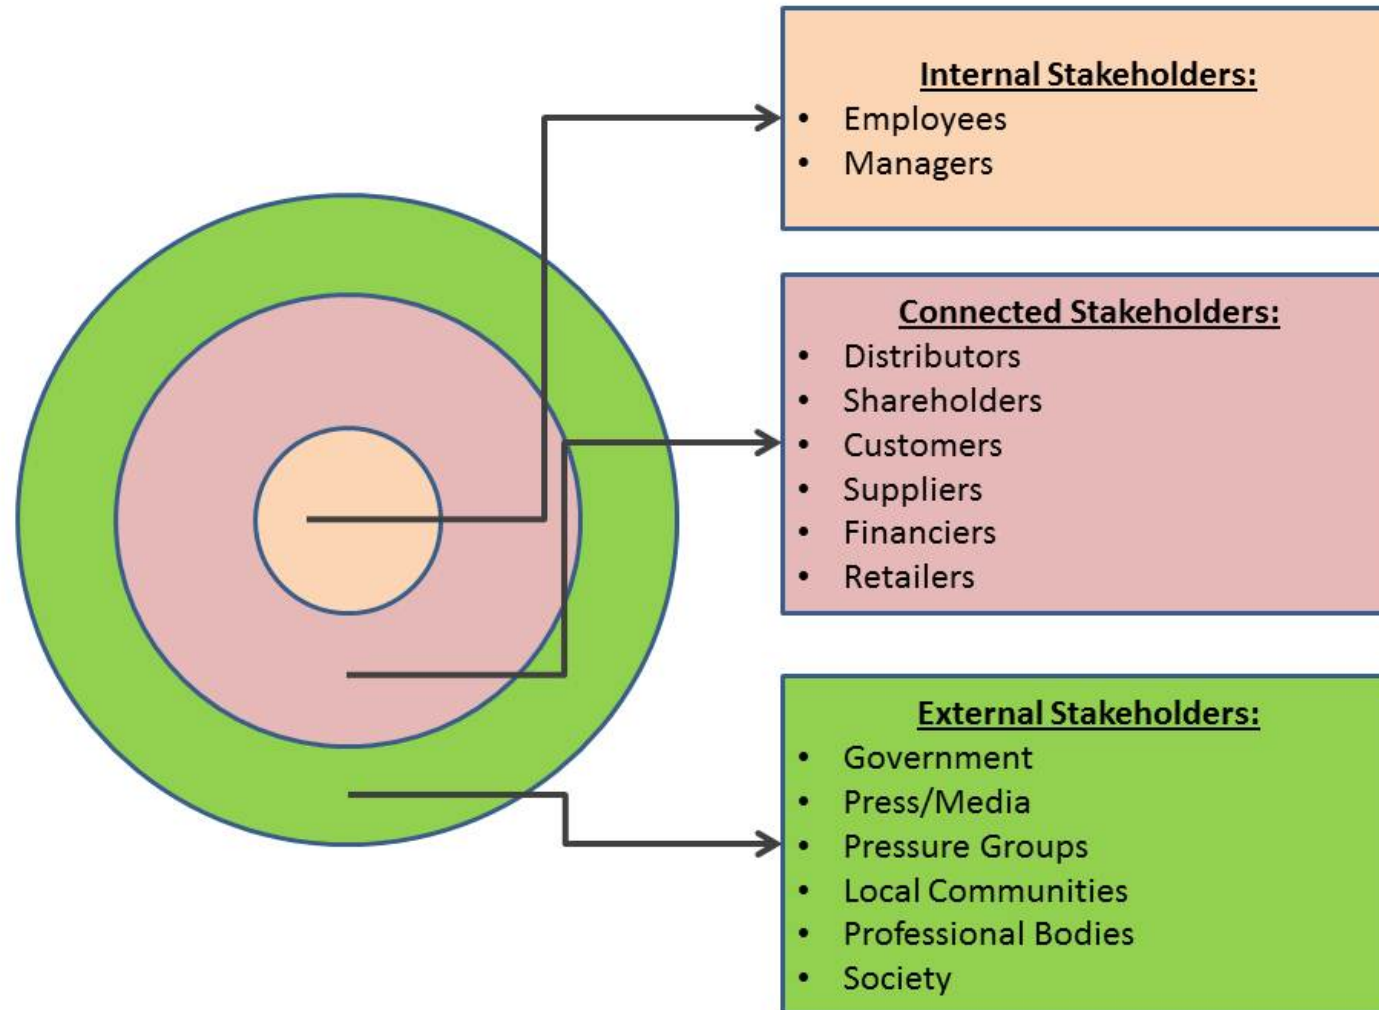 Internal Stakeholders:
• Employees
• Managers
Connected Stakeholders:
• Distributors
• Shareholders
• Customers
• Suppliers
• Financiers
• Retailers
External Stakeholders:
• Government
• Press/Media
• Pressure Groups
• Local Communities
• Professional Bodies
• Society